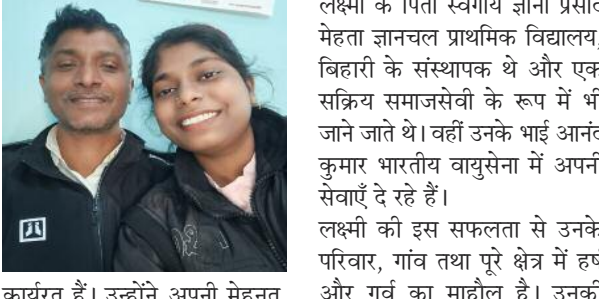 कार्यरत हैं। उन्होंने अपनी मेहनत
लक्ष्मी के पिता स्वर्गीय ज्ञानी प्रसाद
मेहता ज्ञानचल प्राथमिक विद्यालय,
बिहारी के संस्थापक थे और एक
सक्रिय समाजसेवी के रूप में भी
जाने जाते थे। वहीं उनके भाई आनंद
कुमार भारतीय वायुसेना में अपनी
सेवाएँ दे रहे हैं।
लक्ष्मी की इस सफलता से उनके
परिवार, गांव तथा पूरे क्षेत्र में हर्ष
और गर्व का माहौल है। उनकी